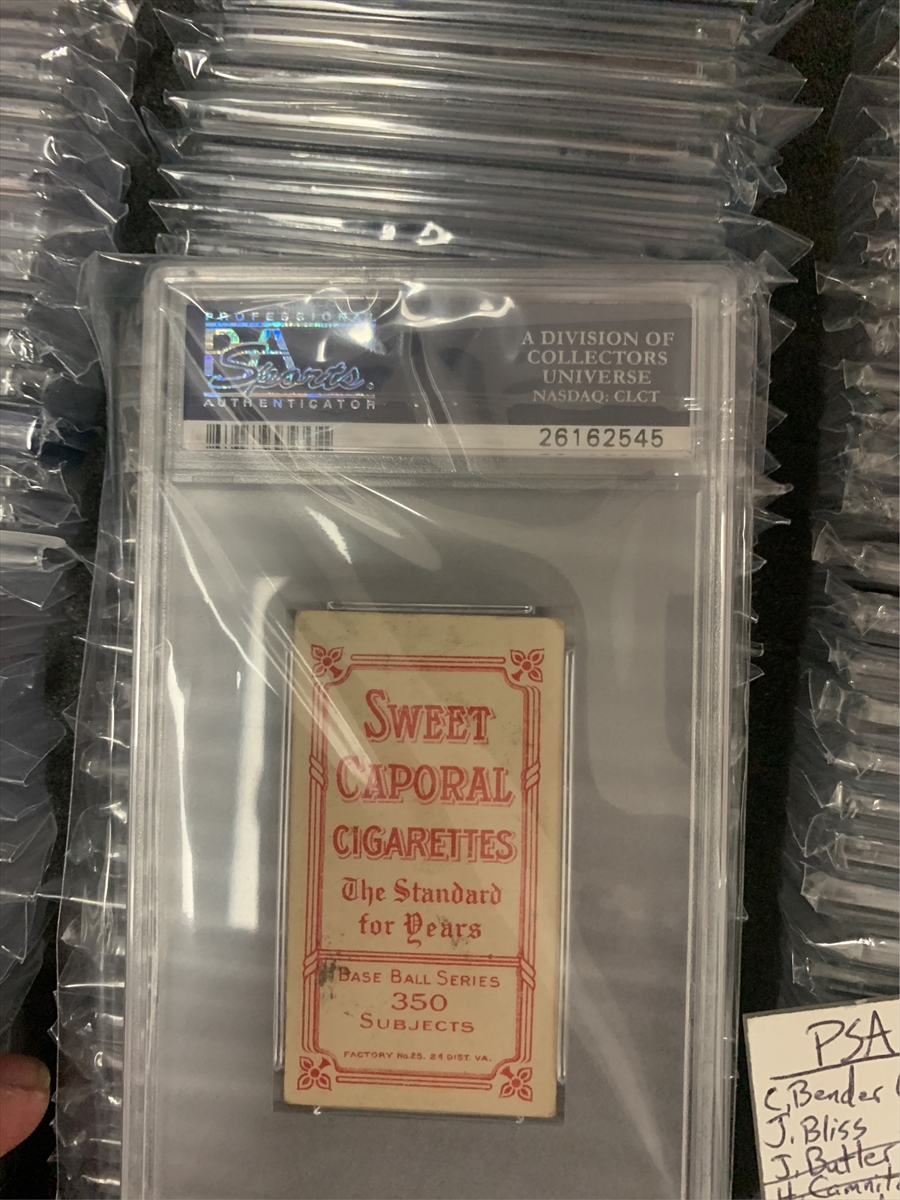 PROFESSIONAL
PSA
Sports.
AUTHENTICATOR
A DIVISION OF
COLLECTORS
UNIVERSE
NASDAQ: CLCT
26162545
SWEET
CAPORAL
CIGARETTES
The Standard
for Years
BASE BALL SERIES
350
SUBJECTS
FACTORY No. 25. 2d DIST. VA.
PSA
C. Bender
J. Bliss
J. Butler
H. Camnitz